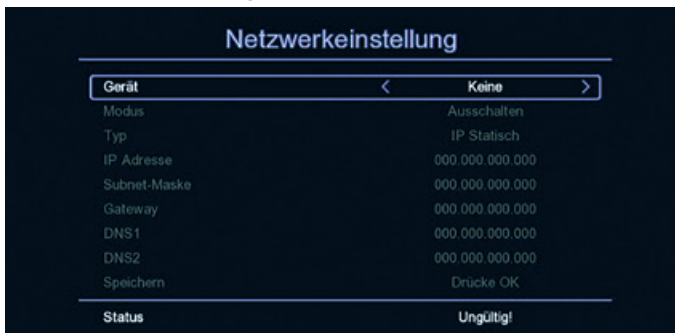 Netzwerkeinstellung
Gerät < Keine >
Modus Ausschalten
Typ IP Statisch
IP Adresse 000.000.000.000
Subnet-Maske 000.000.000.000
Gateway 000.000.000.000
DNS1 000.000.000.000
DNS2 000.000.000.000
Speichern Drücke OK
Status Ungültig!